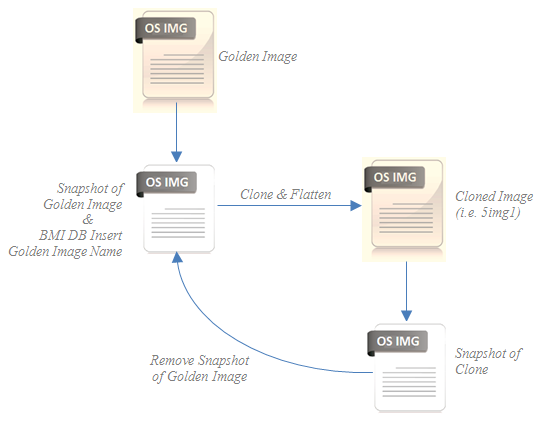 OS IMG
Golden Image
OS IMG
Snapshot of
Golden Image
&
BMI DB Insert
Golden Image Name
Clone & Flatten
OS IMG
Cloned Image
(i.e. 5img1)
OS IMG
Snapshot of
Clone
Remove Snapshot
of Golden Image